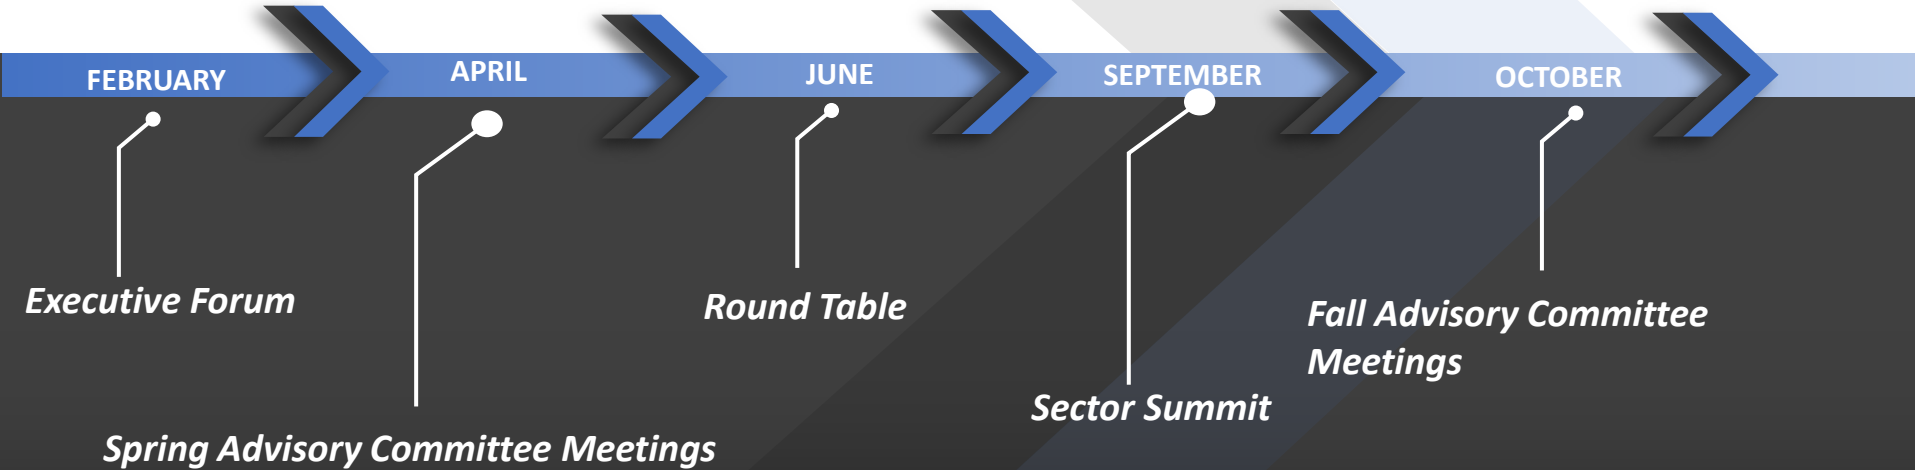 FEBRUARY
APRIL
JUNE
SEPTEMBER
OCTOBER
Executive Forum
Spring Advisory Committee Meetings
Round Table
Sector Summit
Fall Advisory Committee
Meetings